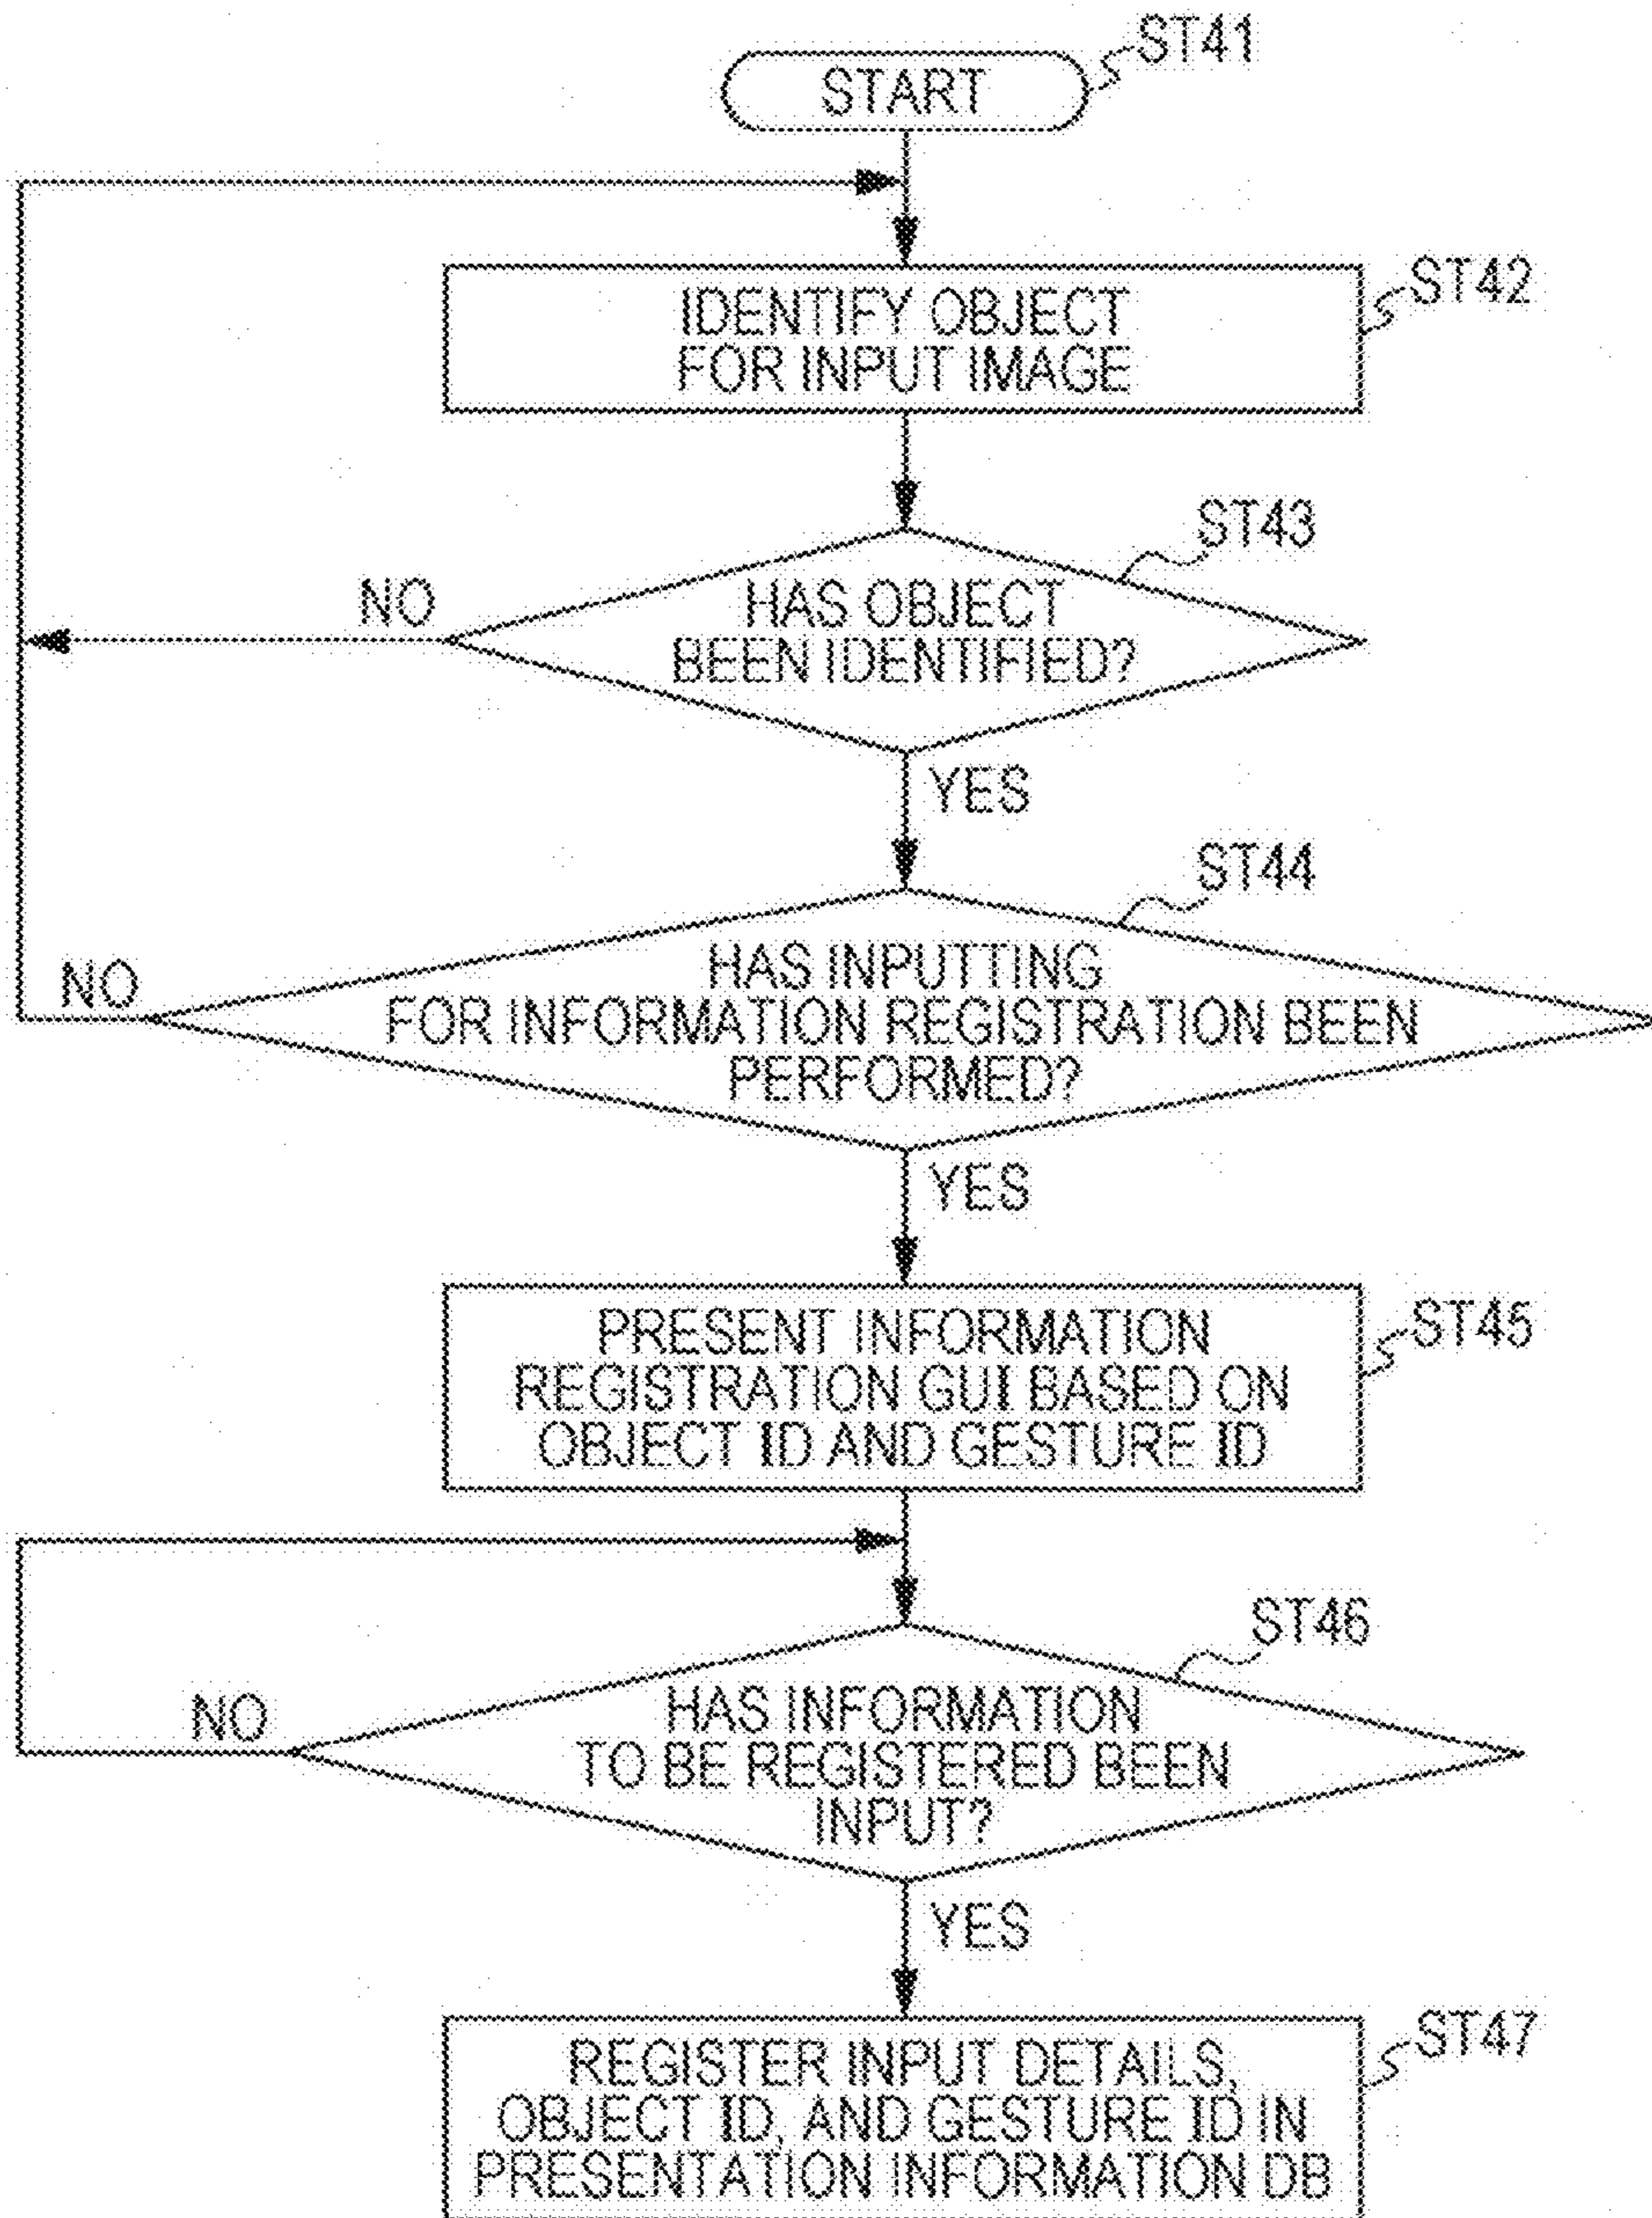 ST41
START
ST42
IDENTIFY OBJECT
FOR INPUT IMAGE
ST43
NO
HAS OBJECT
BEEN IDENTIFIED?
YES
ST44
NO
HAS INPUTTING
FOR INFORMATION REGISTRATION BEEN
PERFORMED?
YES
ST45
PRESENT INFORMATION
REGISTRATION GUI BASED ON
OBJECT ID AND GESTURE ID
ST46
NO
HAS INFORMATION
TO BE REGISTERED BEEN
INPUT?
YES
ST47
REGISTER INPUT DETAILS,
OBJECT ID, AND GESTURE ID IN
PRESENTATION INFORMATION DB